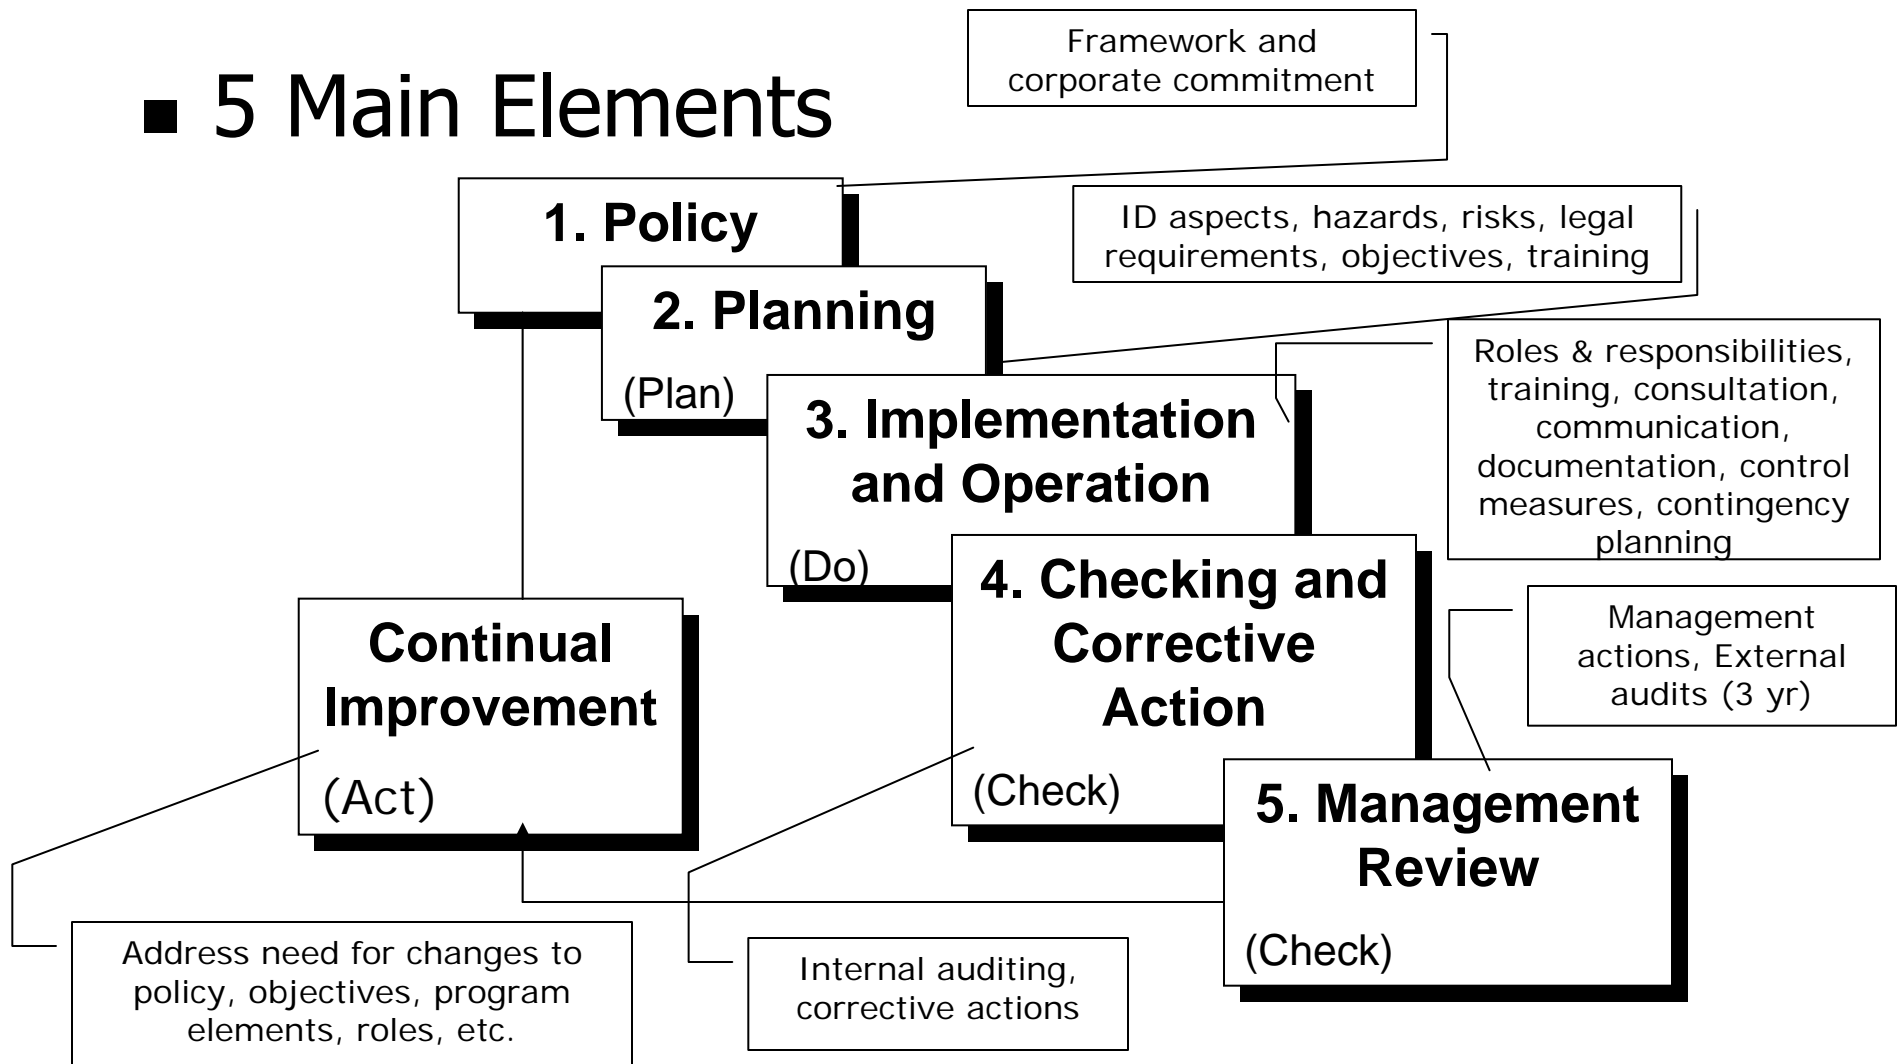 ■ 5 Main Elements
Framework and
corporate commitment
1. Policy
ID aspects, hazards, risks, legal
requirements, objectives, training
2. Planning
(Plan)
Roles & responsibilities,
training, consultation,
communication,
documentation, control
measures, contingency
planning
3. Implementation
and Operation
(Do)
4. Checking and
Corrective
Action
(Check)
Management
actions, External
audits (3 yr)
Continual
Improvement
(Act)
5. Management
Review
(Check)
Address need for changes to
policy, objectives, program
elements, roles, etc.
Internal auditing,
corrective actions